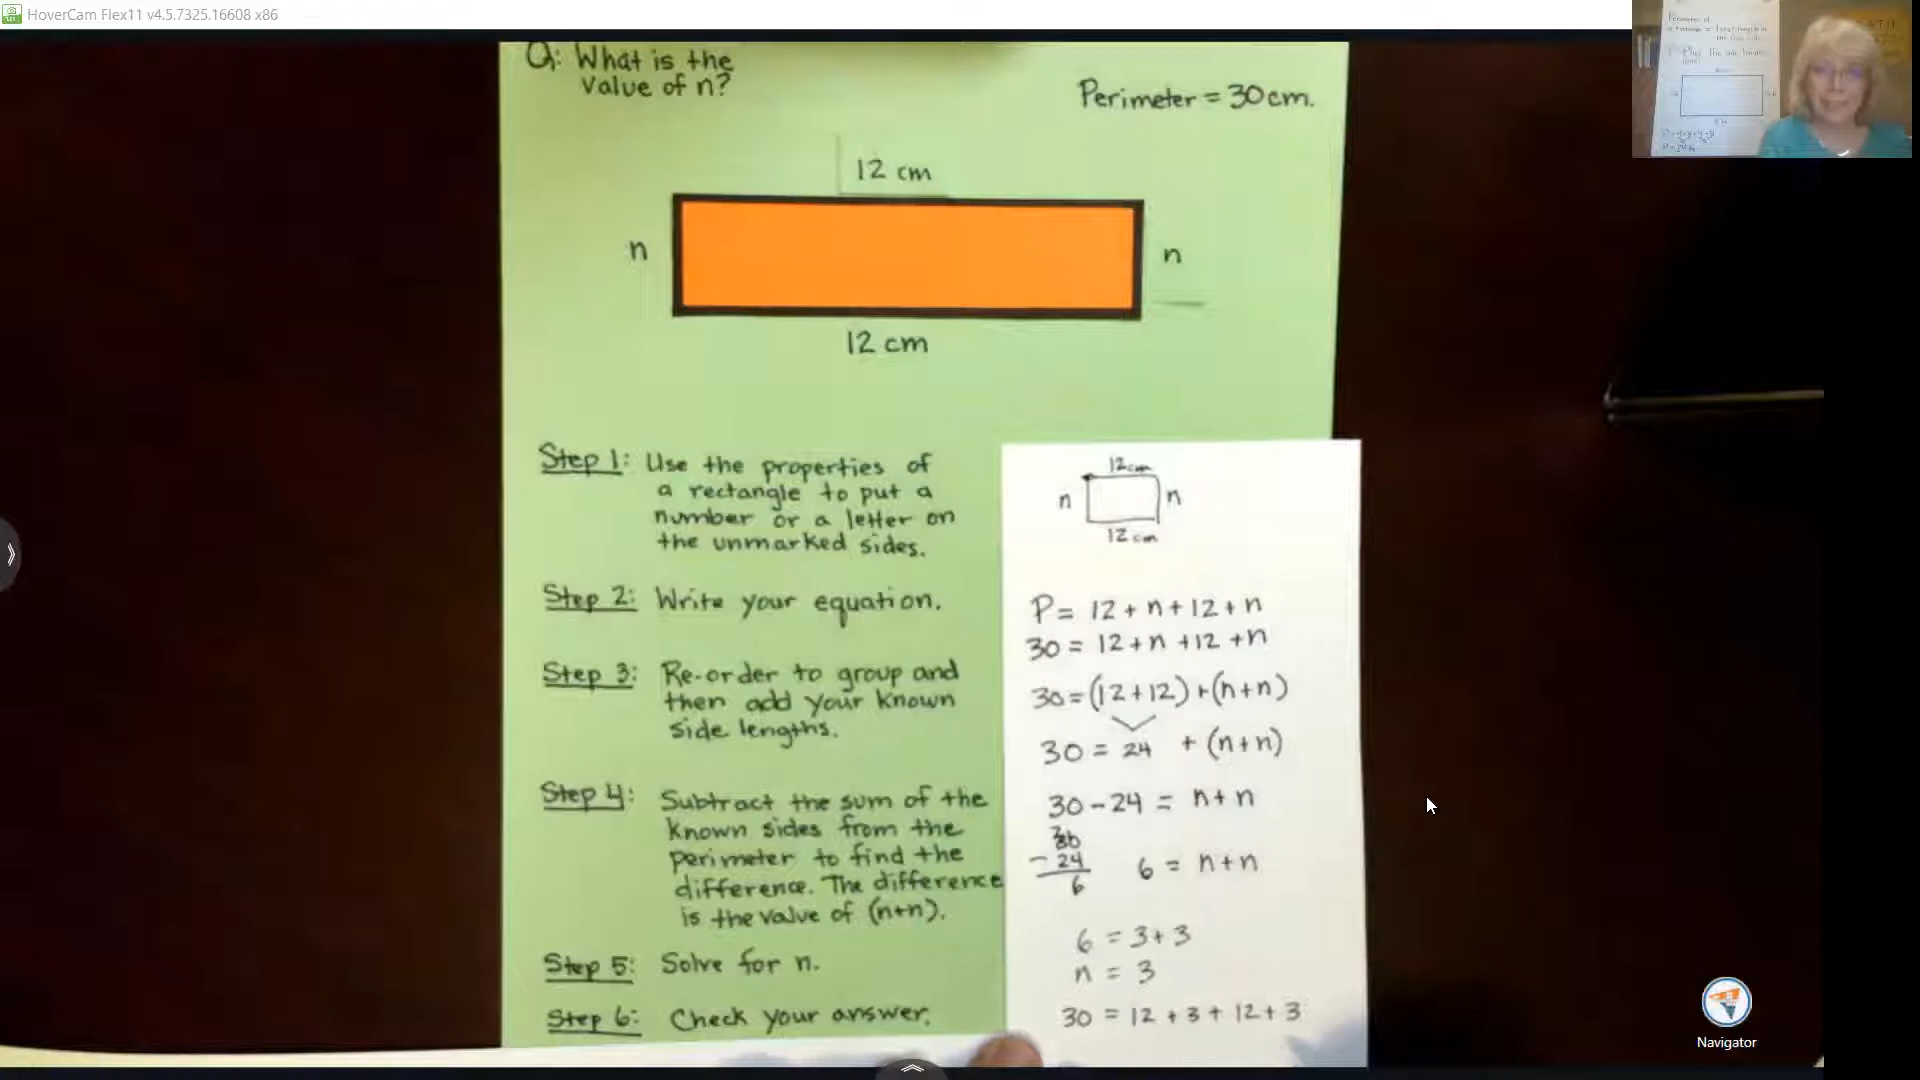 HoverCam Flex11 v4.5.7325.16608 x86
Q: What is the
value of n?
Perimeter = 30 cm.
12 cm
n
n
12 cm
Step 1: Use the properties of
a rectangle to put a
number or a letter on
the unmarked sides.
Step 2: Write your equation.
Step 3: Re-order to group and
then add your known
side lengths.
Step 4: Subtract the sum of the
known sides from the
perimeter to find the
difference. The difference
is the value of (n+n).
Step 5: Solve for n.
Step 6: Check your answer.
12cm
n
n
12 cm
P = 12 + n + 12 + n
30 = 12 + n + 12 + n
30 = (12 + 12) + (n + n)
30 = 24 + (n + n)
30 - 24 = n + n
- 24
6
6 = n + n
6 = 3 + 3
n = 3
30 = 12 + 3 + 12 + 3
Navigator
Perimeter of